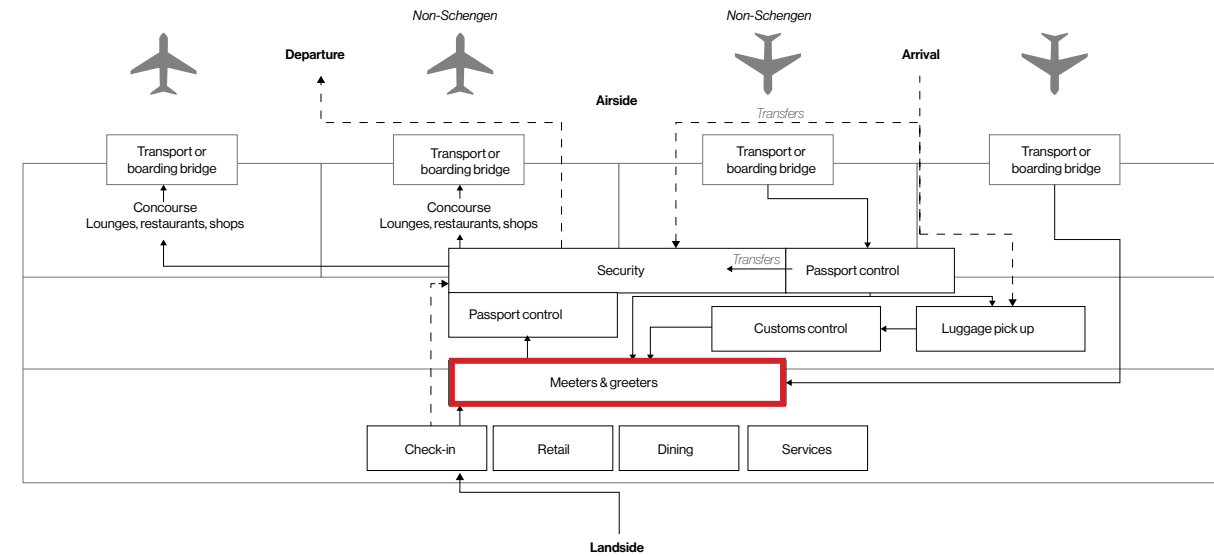 Non-Schengen
Non-Schengen
Departure
Arrival
Airside
Transfers
Transport or
boarding bridge
Transport or
boarding bridge
Transport or
boarding bridge
Transport or
boarding bridge
Concourse
Lounges, restaurants, shops
Concourse
Lounges, restaurants, shops
Security
Transfers
Passport control
Passport control
Customs control
Luggage pick up
Meeters & greeters
Check-in
Retail
Dining
Services
Landside